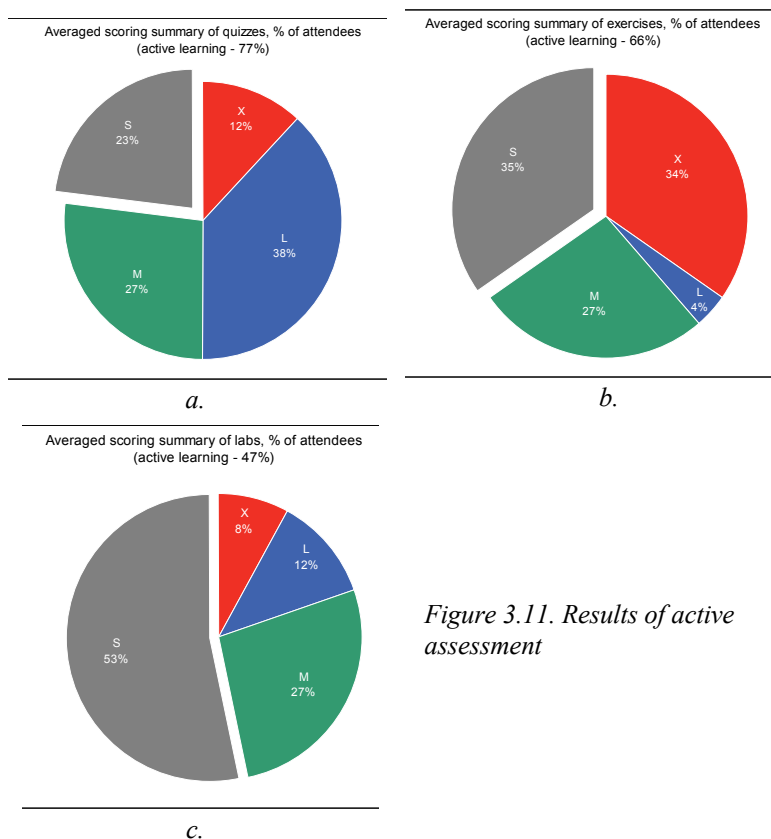 Averaged scoring summary of quizzes, % of attendees
(active learning - 77%)
X
12%
S
23%
L
38%
M
27%
a.
Averaged scoring summary of exercises, % of attendees
(active learning - 66%)
S
35%
X
34%
L
4%
M
27%
b.
Averaged scoring summary of labs, % of attendees
(active learning - 47%)
X
8%
L
12%
S
53%
M
27%
c.
Figure 3.11. Results of active
assessment